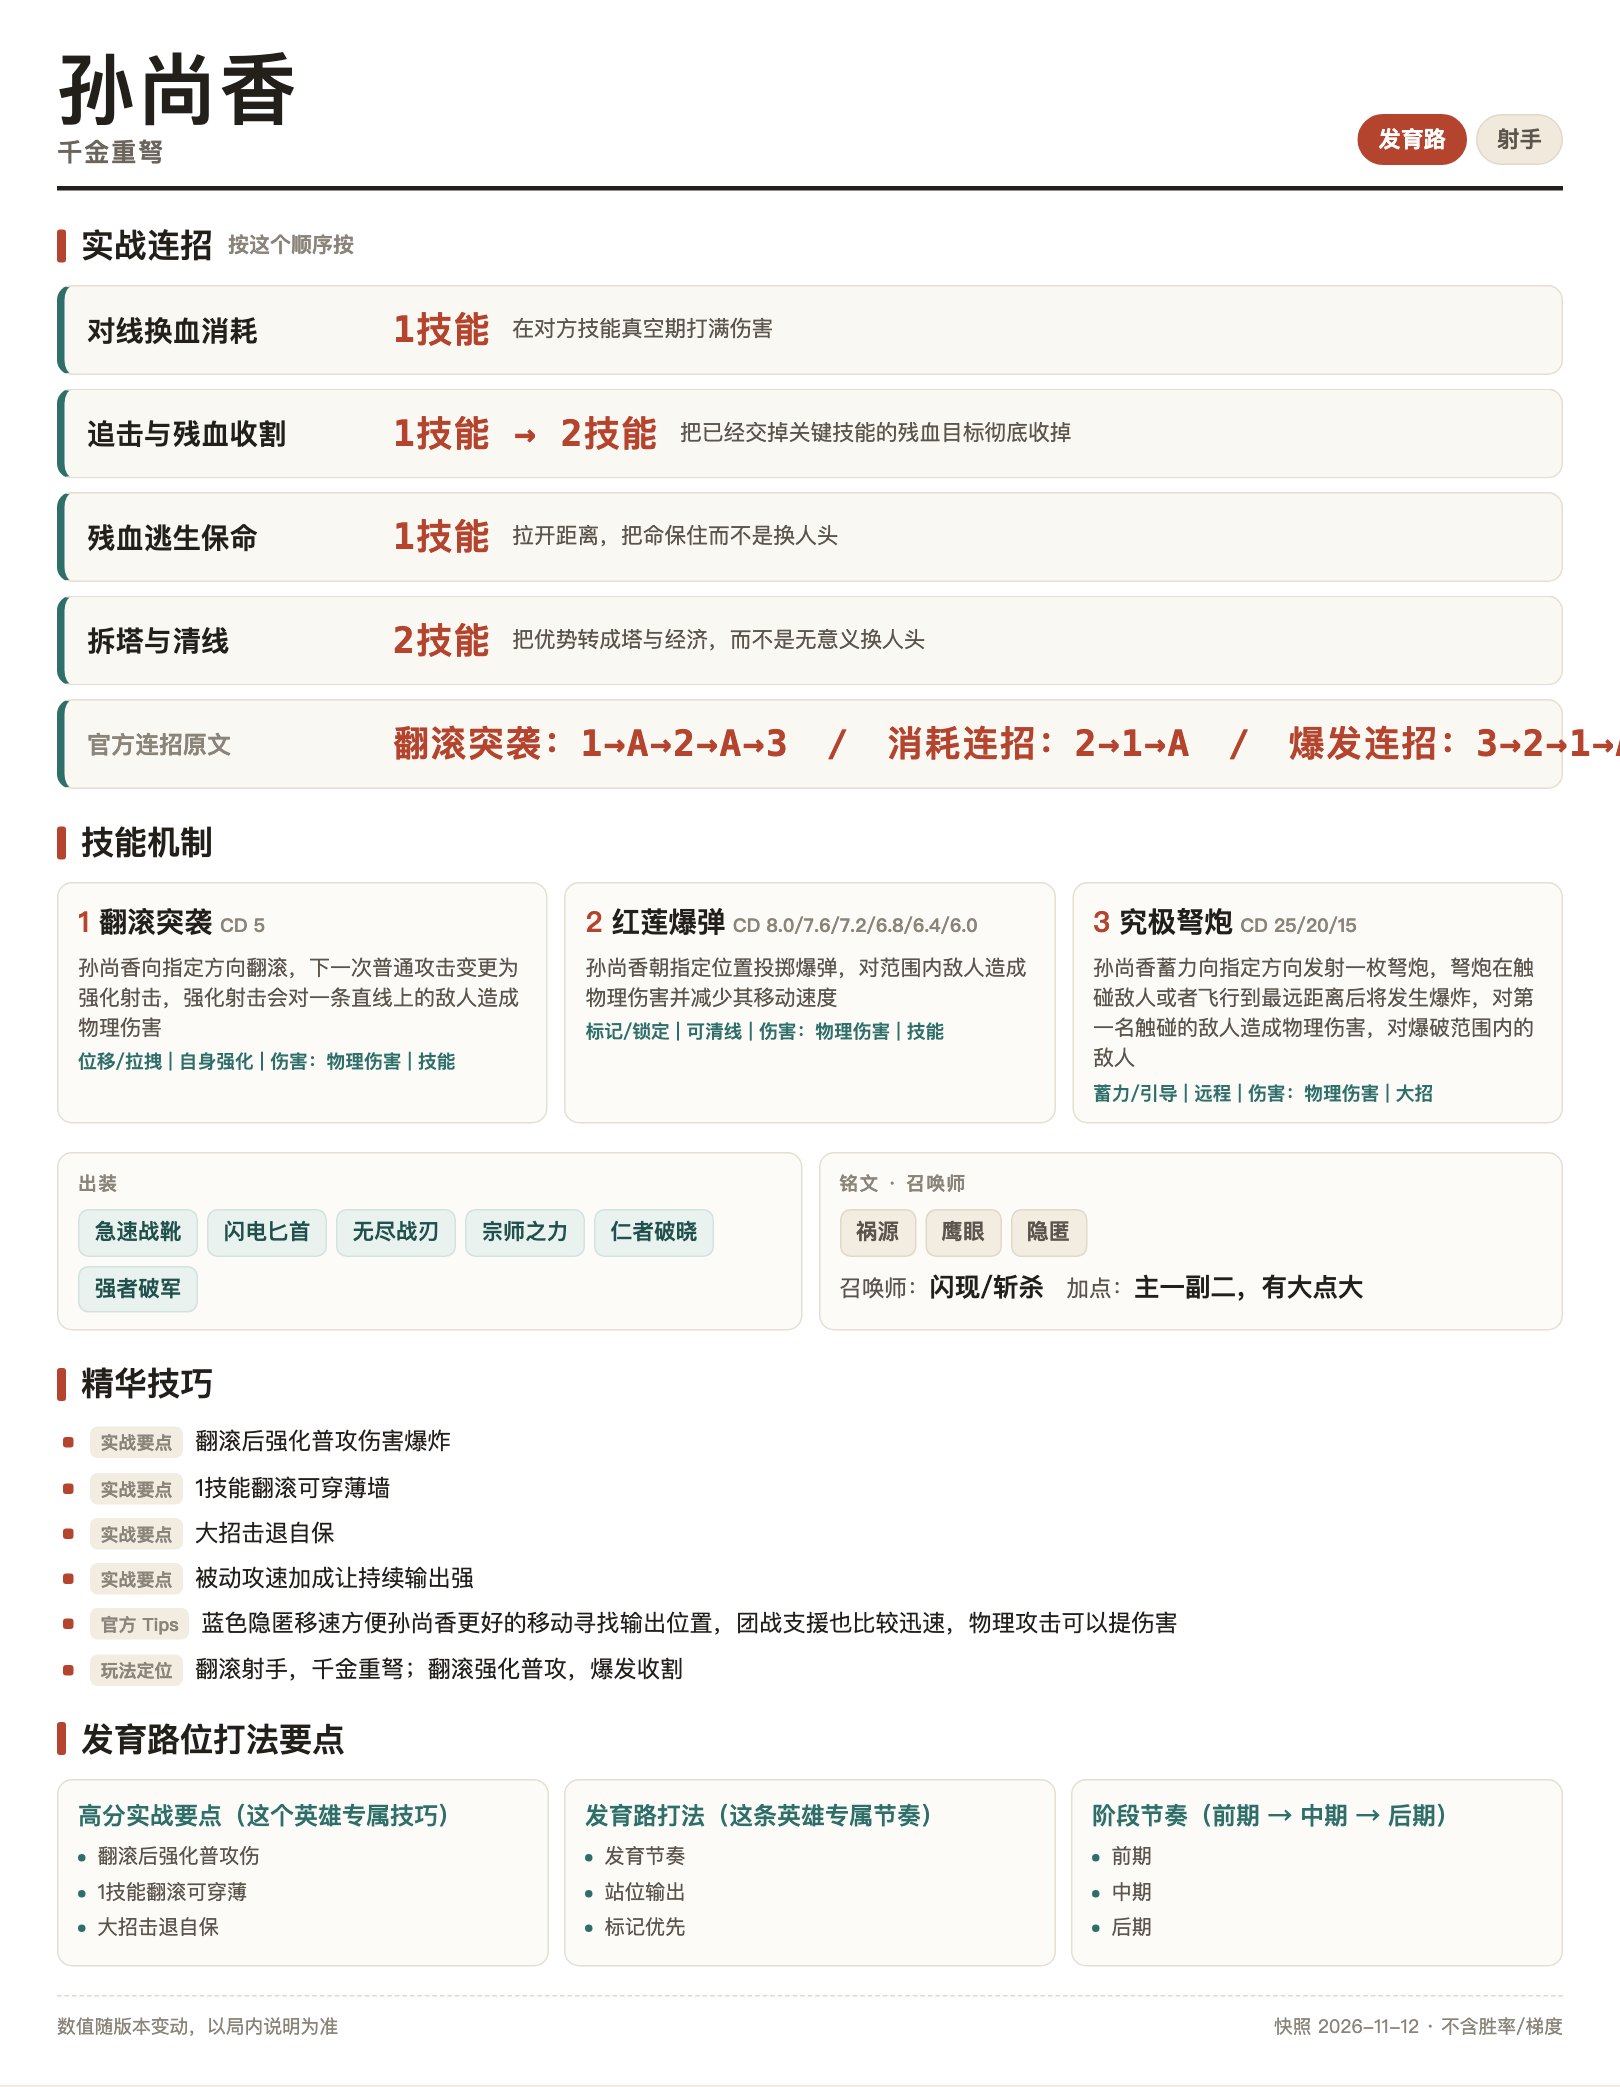 孙尚香
千金重弩
发育路 射手
实战连招 按这个顺序按
对线换血消耗 1技能 在对方技能真空期打满伤害
追击与残血收割 1技能 → 2技能 把已经交掉关键技能的残血目标彻底收掉
残血逃生保命 1技能 拉开距离，把命保住而不是换人头
拆塔与清线 2技能 把优势转成塔与经济，而不是无意义换人头
官方连招原文 翻滚突袭：1→A→2→A→3 / 消耗连招：2→1→A / 爆发连招：3→2→1→
技能机制
1 翻滚突袭 CD 5
孙尚香向指定方向翻滚，下一次普通攻击变更为
强化射击，强化射击会对一条直线上的敌人造成
物理伤害
位移/拉拽 | 自身强化 | 伤害：物理伤害 | 技能
2 红莲爆弹 CD 8.0/7.6/7.2/6.8/6.4/6.0
孙尚香朝指定位置投掷爆弹，对范围内敌人造成
物理伤害并减少其移动速度
标记/锁定 | 可清线 | 伤害：物理伤害 | 技能
3 究极弩炮 CD 25/20/15
孙尚香蓄力向指定方向发射一枚弩炮，弩炮在触
碰敌人或者飞行到最远距离后将发生爆炸，对第
一名触碰的敌人造成物理伤害，对爆破范围内的
敌人
蓄力/引导 | 远程 | 伤害：物理伤害 | 大招
出装
急速战靴 闪电匕首 无尽战刃 宗师之力 仁者破晓
强者破军
铭文 · 召唤师
祸源 鹰眼 隐匿
召唤师：闪现/斩杀 加点：主一副二，有大点大
精华技巧
实战要点 翻滚后强化普攻伤害爆炸
实战要点 1技能翻滚可穿薄墙
实战要点 大招击退自保
实战要点 被动攻速加成让持续输出强
官方 Tips 蓝色隐匿移速方便孙尚香更好的移动寻找输出位置，团战支援也比较迅速，物理攻击可以提伤害
玩法定位 翻滚射手，千金重弩；翻滚强化普攻，爆发收割
发育路位打法要点
高分实战要点（这个英雄专属技巧）
翻滚后强化普攻伤
1技能翻滚可穿薄
大招击退自保
发育路打法（这条英雄专属节奏）
发育节奏
站位输出
标记优先
阶段节奏（前期 → 中期 → 后期）
前期
中期
后期
数值随版本变动，以局内说明为准
快照 2026-11-12 · 不含胜率/梯度